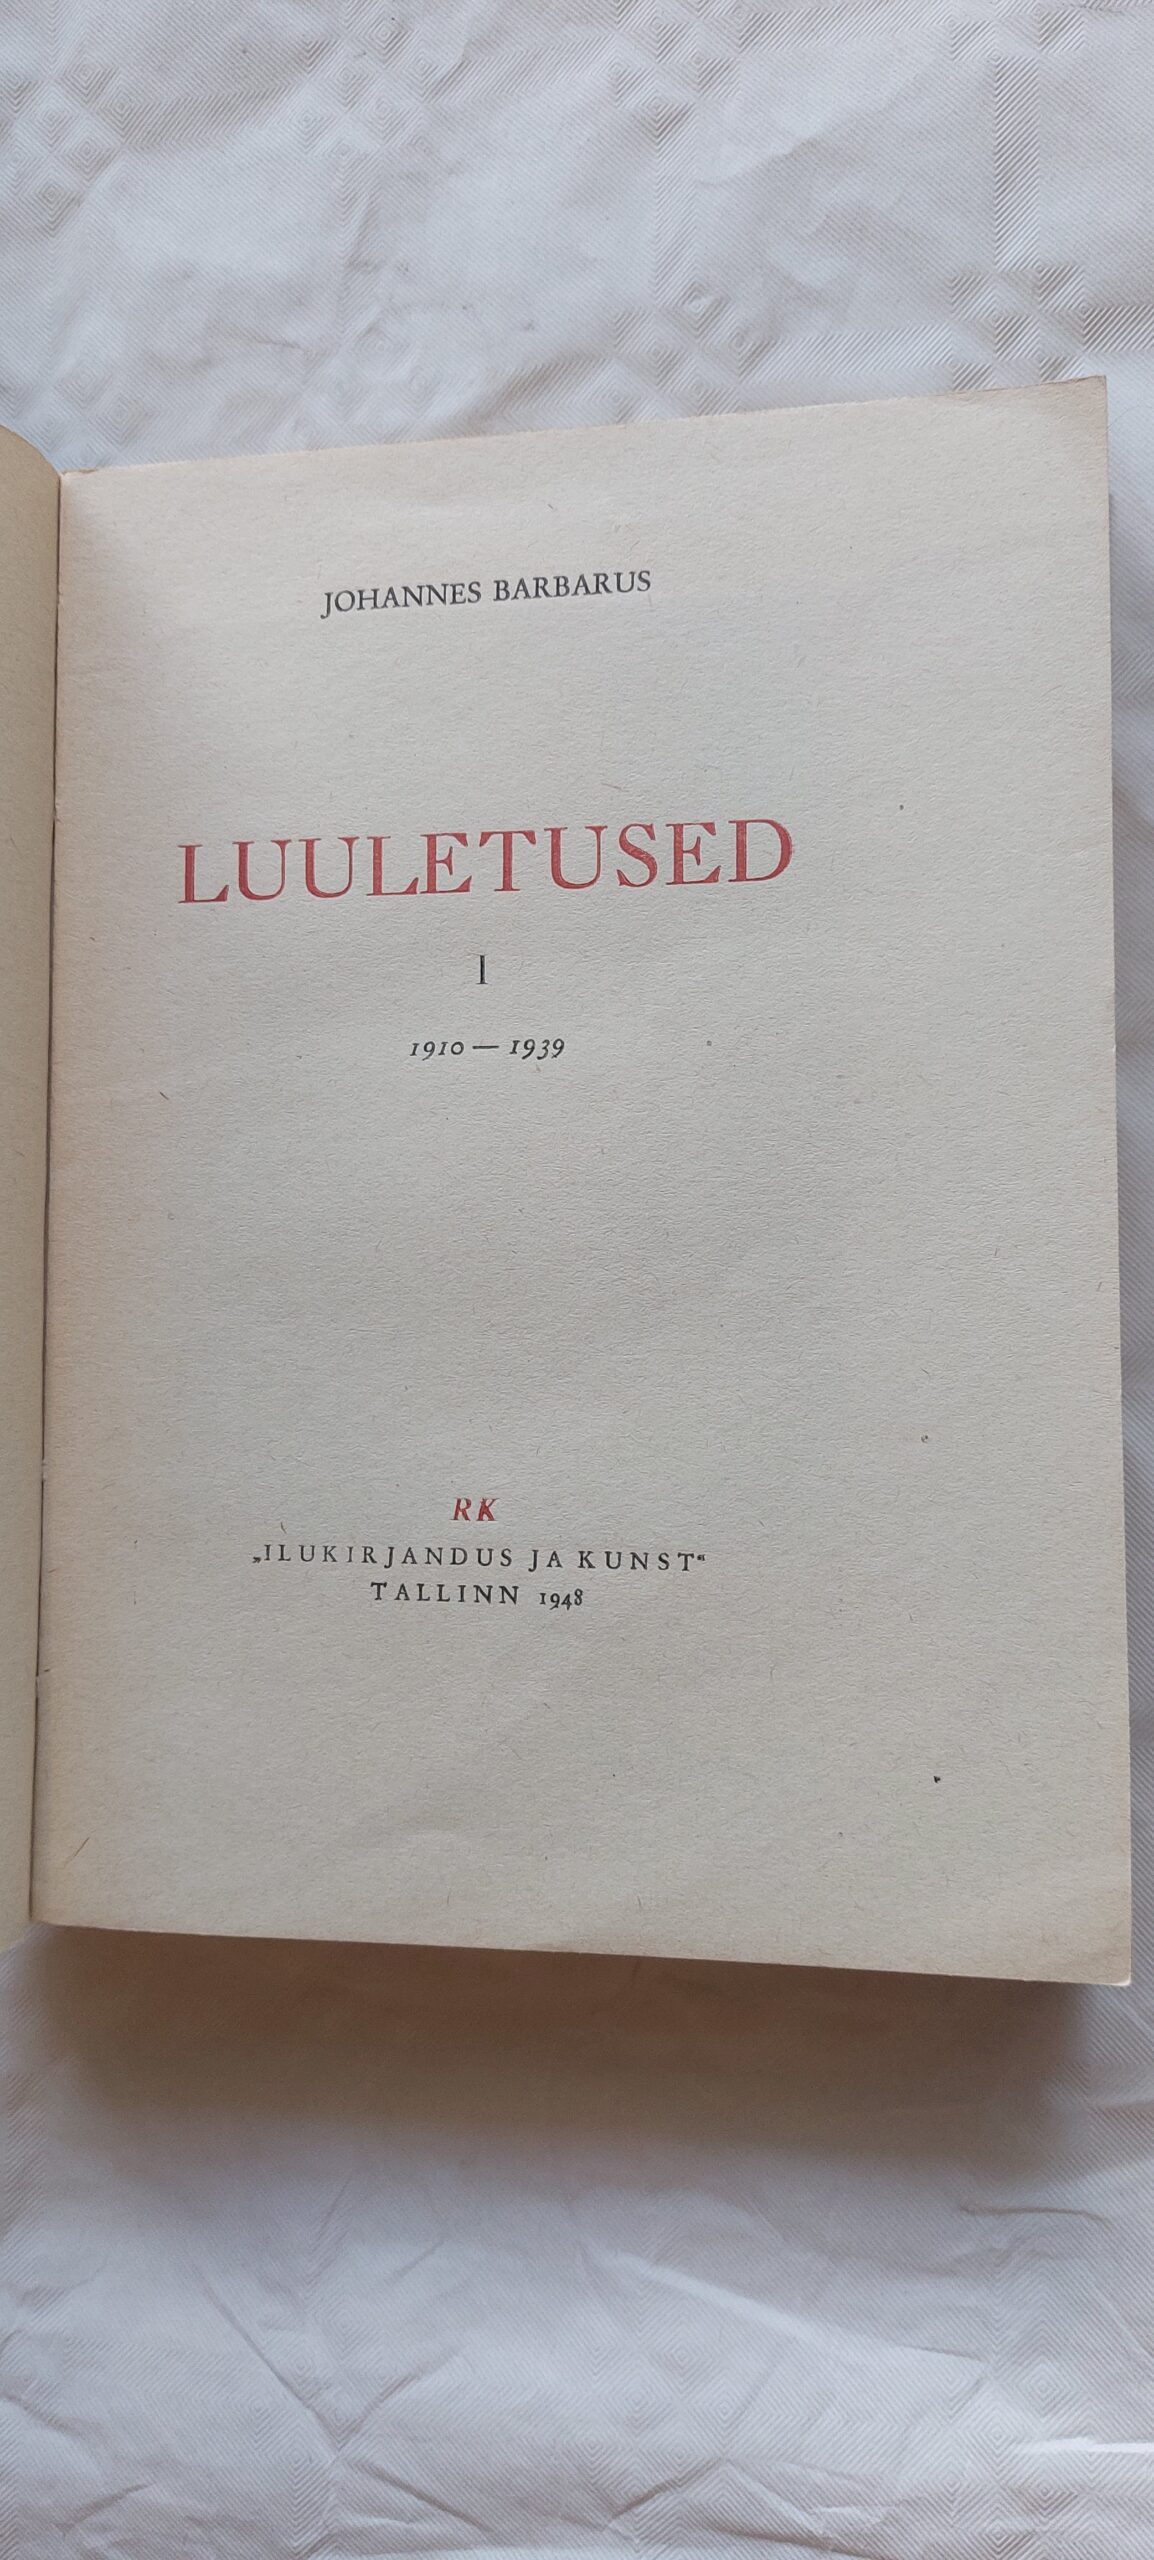 JOHANNES BARBARUS
LUULETUSED
I
1910 — 1939
RK
„ILUKIRJANDUS JA KUNST“
TALLINN 1948